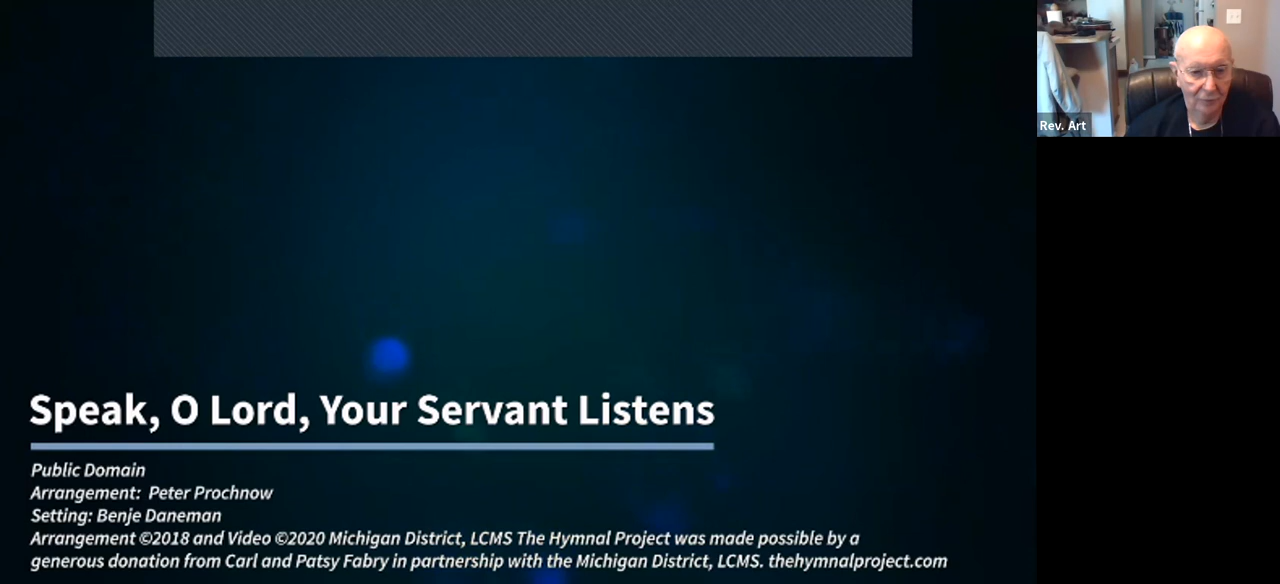 Rev. Art
Speak, O Lord, Your Servant Listens
Public Domain
Arrangement: Peter Prochnow
Setting: Benje Daneman
Arrangement ©2018 and Video ©2020 Michigan District, LCMS The Hymnal Project was made possible by a
generous donation from Carl and Patsy Fabry in partnership with the Michigan District, LCMS. thehymnalproject.com